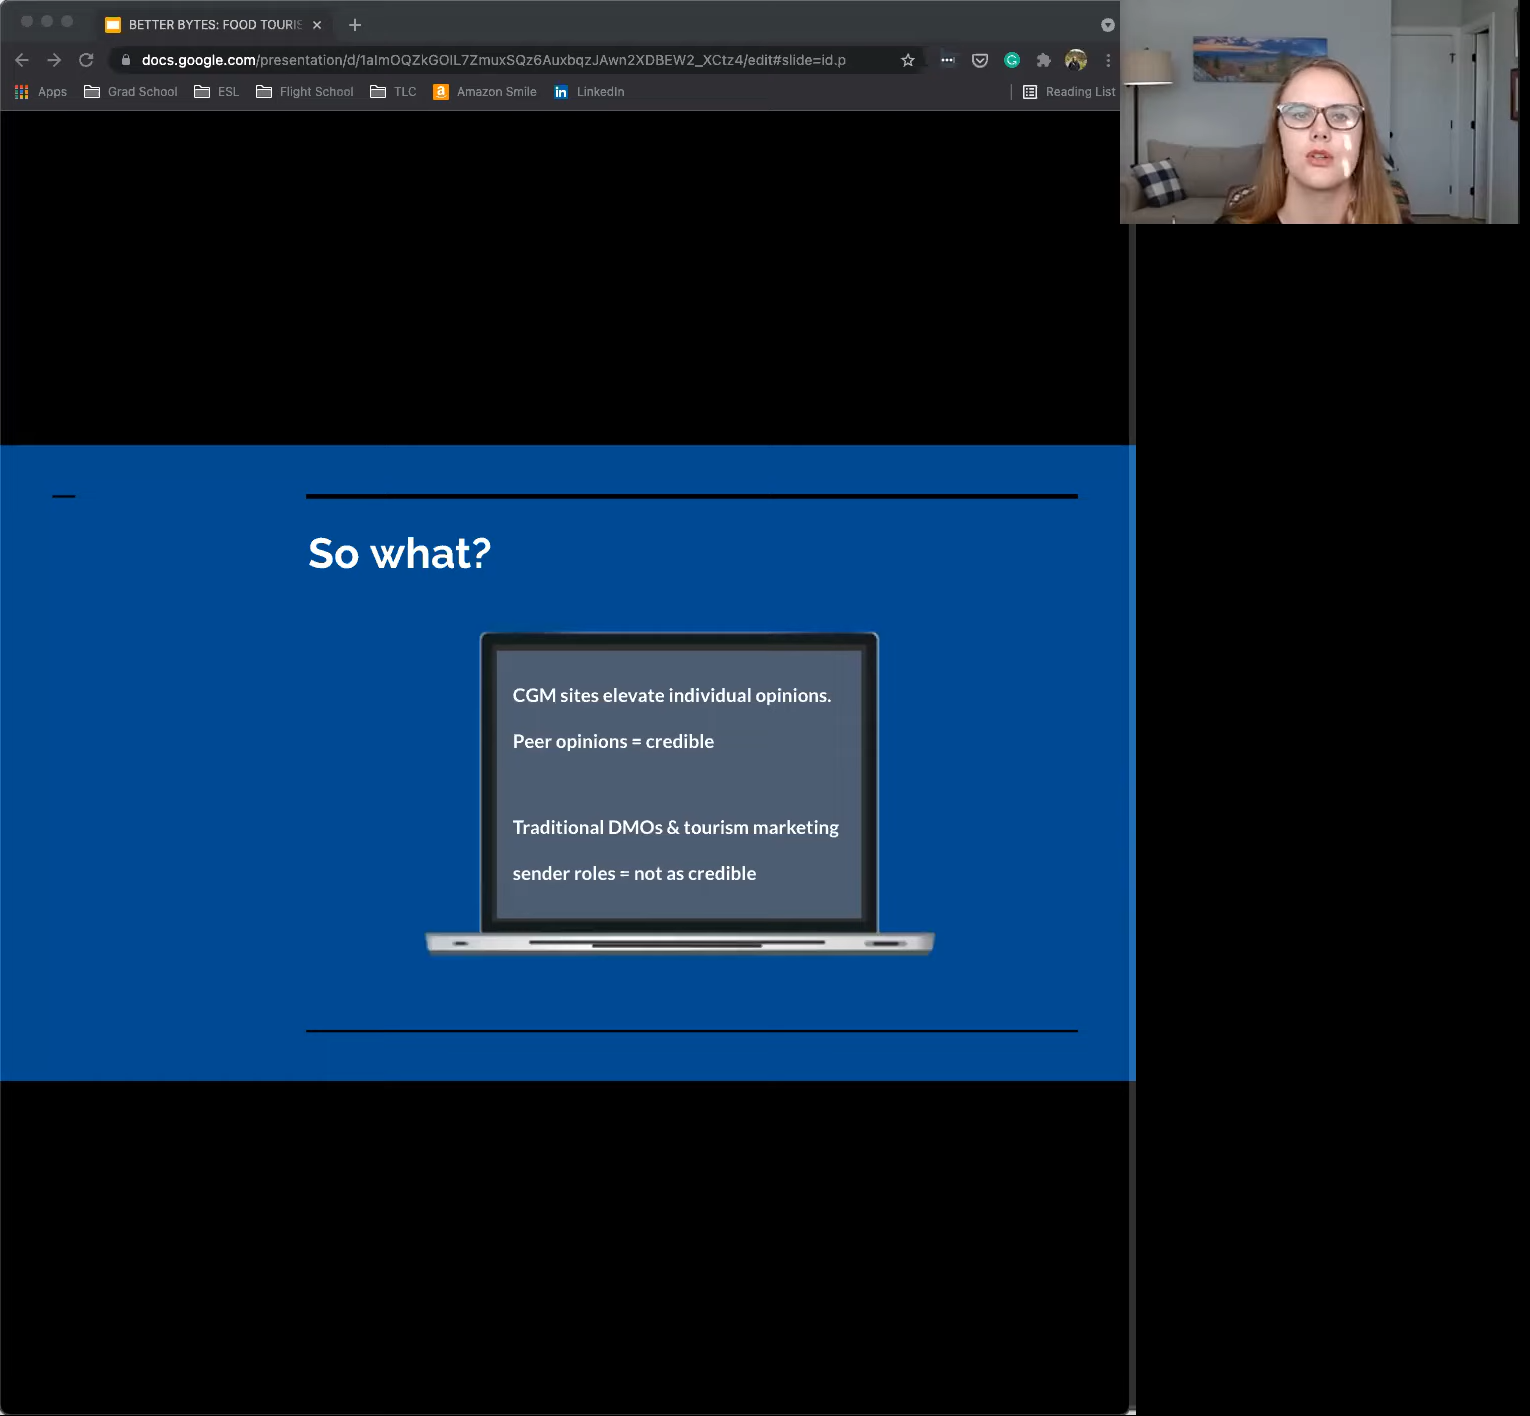 BETTER BYTES: FOOD TOURIS
docs.google.com/presentation/d/1aImOQZkGOIL7ZmuxSQz6AuxbqzJAwn2XDBEW2_XCtz4/edit#slide=id.p
Apps Grad School ESL Flight School TLC Amazon Smile LinkedIn Reading List
So what?
CGM sites elevate individual opinions.
Peer opinions = credible
Traditional DMOs & tourism marketing
sender roles = not as credible